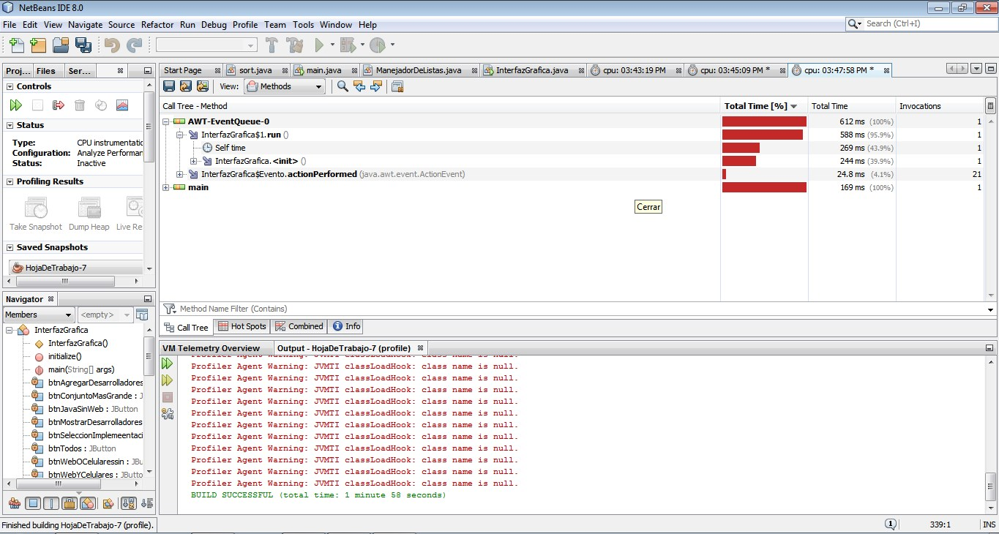 NetBeans IDE 8.0
File Edit View Navigate Source Refactor Run Debug Profile Team Tools Window Help
Search (Ctrl+I)
Proj... Files Ser...
Start Page sort.java main.java ManejadorDeListas.java InterfazGrafica.java cpu: 03:43:19 PM cpu: 03:45:09 PM * cpu: 03:47:58 PM *
Controls
View: Methods
Status
Type: CPU instrumentatic
Configuration: Analyze Performar
Status: Inactive
Profiling Results
Take Snapshot Dump Heap Live Re
Saved Snapshots
HojaDeTrabajo-7
Call Tree - Method Total Time [%] Total Time Invocations
AWT-EventQueue-0 612 ms (100%) 1
InterfazGrafica$1.run () 588 ms (95.9%) 1
Self time 269 ms (43.9%) 1
InterfazGrafica.<init> () 244 ms (39.9%) 1
InterfazGrafica$Evento.actionPerformed (java.awt.event.ActionEvent) 24.8 ms (4.1%) 21
main 169 ms (100%) 1
Cerrar
Method Name Filter (Contains)
Call Tree Hot Spots Combined Info
Navigator
Members <empty>
InterfazGrafica
InterfazGrafica()
initialize()
main(String[] args)
btnAgregarDesarrolladores
btnConjuntoMasGrande : J
btnJavaSinWeb : JButton
btnMostrarDesarrolladores
btnSeleccionImplemeentaci
btnTodos : JButton
btnWebOCelularessin : JBu
btnWebYCelulares : JButto
VM Telemetry Overview Output - HojaDeTrabajo-7 (profile)
Profiler Agent Warning: JVMTI classLoadHook: class name is null.
Profiler Agent Warning: JVMTI classLoadHook: class name is null.
Profiler Agent Warning: JVMTI classLoadHook: class name is null.
Profiler Agent Warning: JVMTI classLoadHook: class name is null.
Profiler Agent Warning: JVMTI classLoadHook: class name is null.
Profiler Agent Warning: JVMTI classLoadHook: class name is null.
Profiler Agent Warning: JVMTI classLoadHook: class name is null.
Profiler Agent Warning: JVMTI classLoadHook: class name is null.
Profiler Agent Warning: JVMTI classLoadHook: class name is null.
Profiler Agent Warning: JVMTI classLoadHook: class name is null.
Profiler Agent Warning: JVMTI classLoadHook: class name is null.
Profiler Agent Warning: JVMTI classLoadHook: class name is null.
BUILD SUCCESSFUL (total time: 1 minute 58 seconds)
Finished building HojaDeTrabajo-7 (profile). 1 339:1 INS